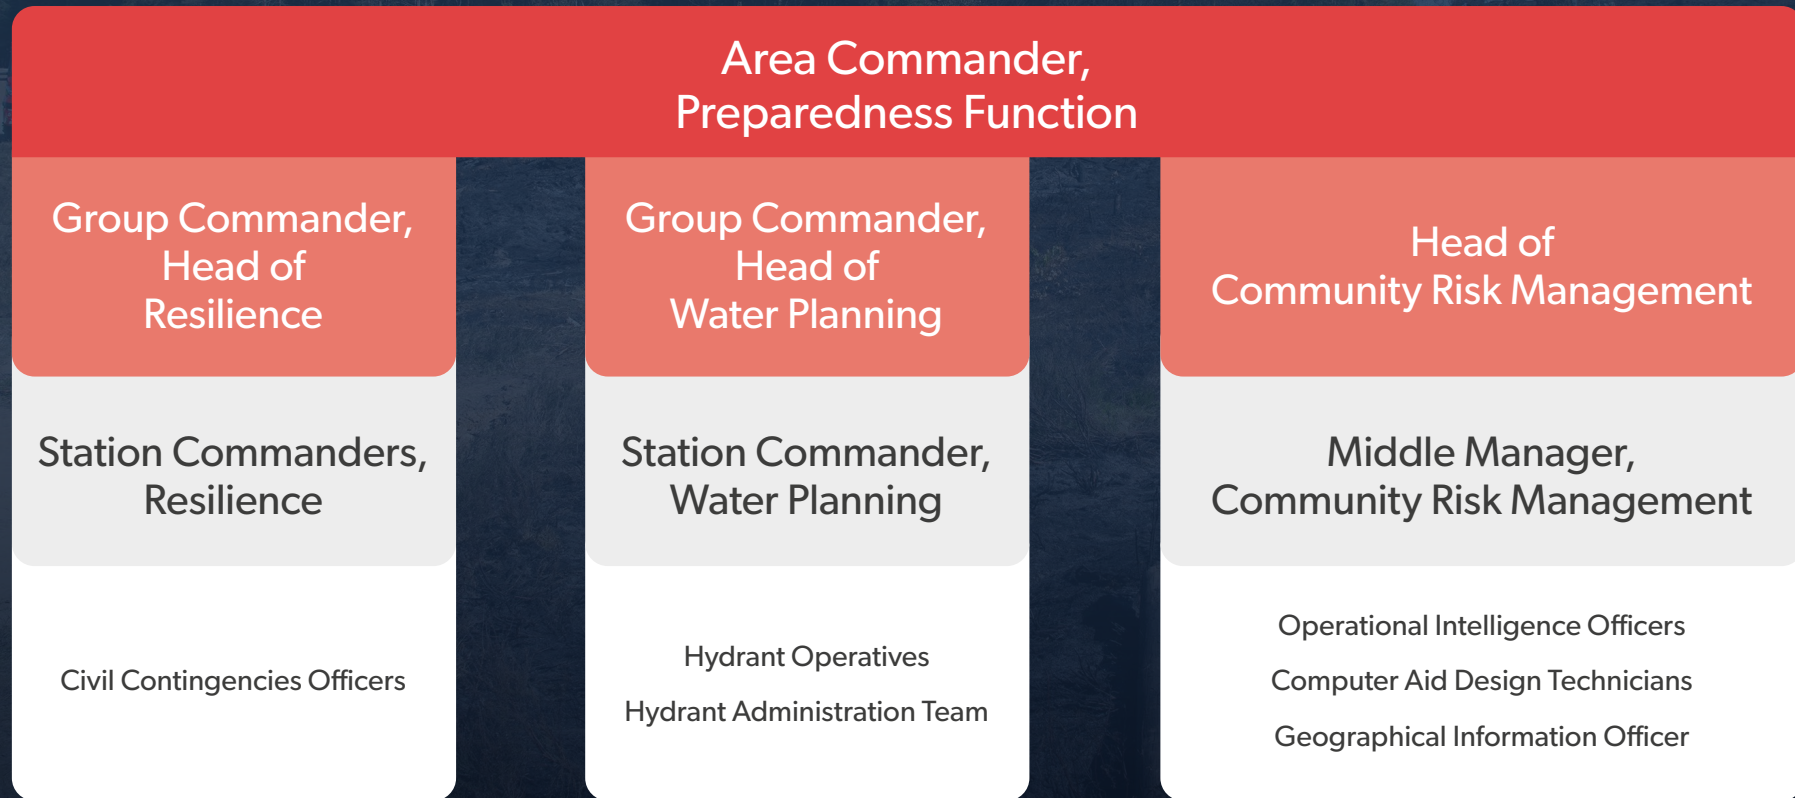 Area Commander,
Preparedness Function
Group Commander,
Head of
Resilience
Station Commanders,
Resilience
Civil Contingencies Officers
Group Commander,
Head of
Water Planning
Station Commander,
Water Planning
Hydrant Operatives
Hydrant Administration Team
Head of
Community Risk Management
Middle Manager,
Community Risk Management
Operational Intelligence Officers
Computer Aid Design Technicians
Geographical Information Officer